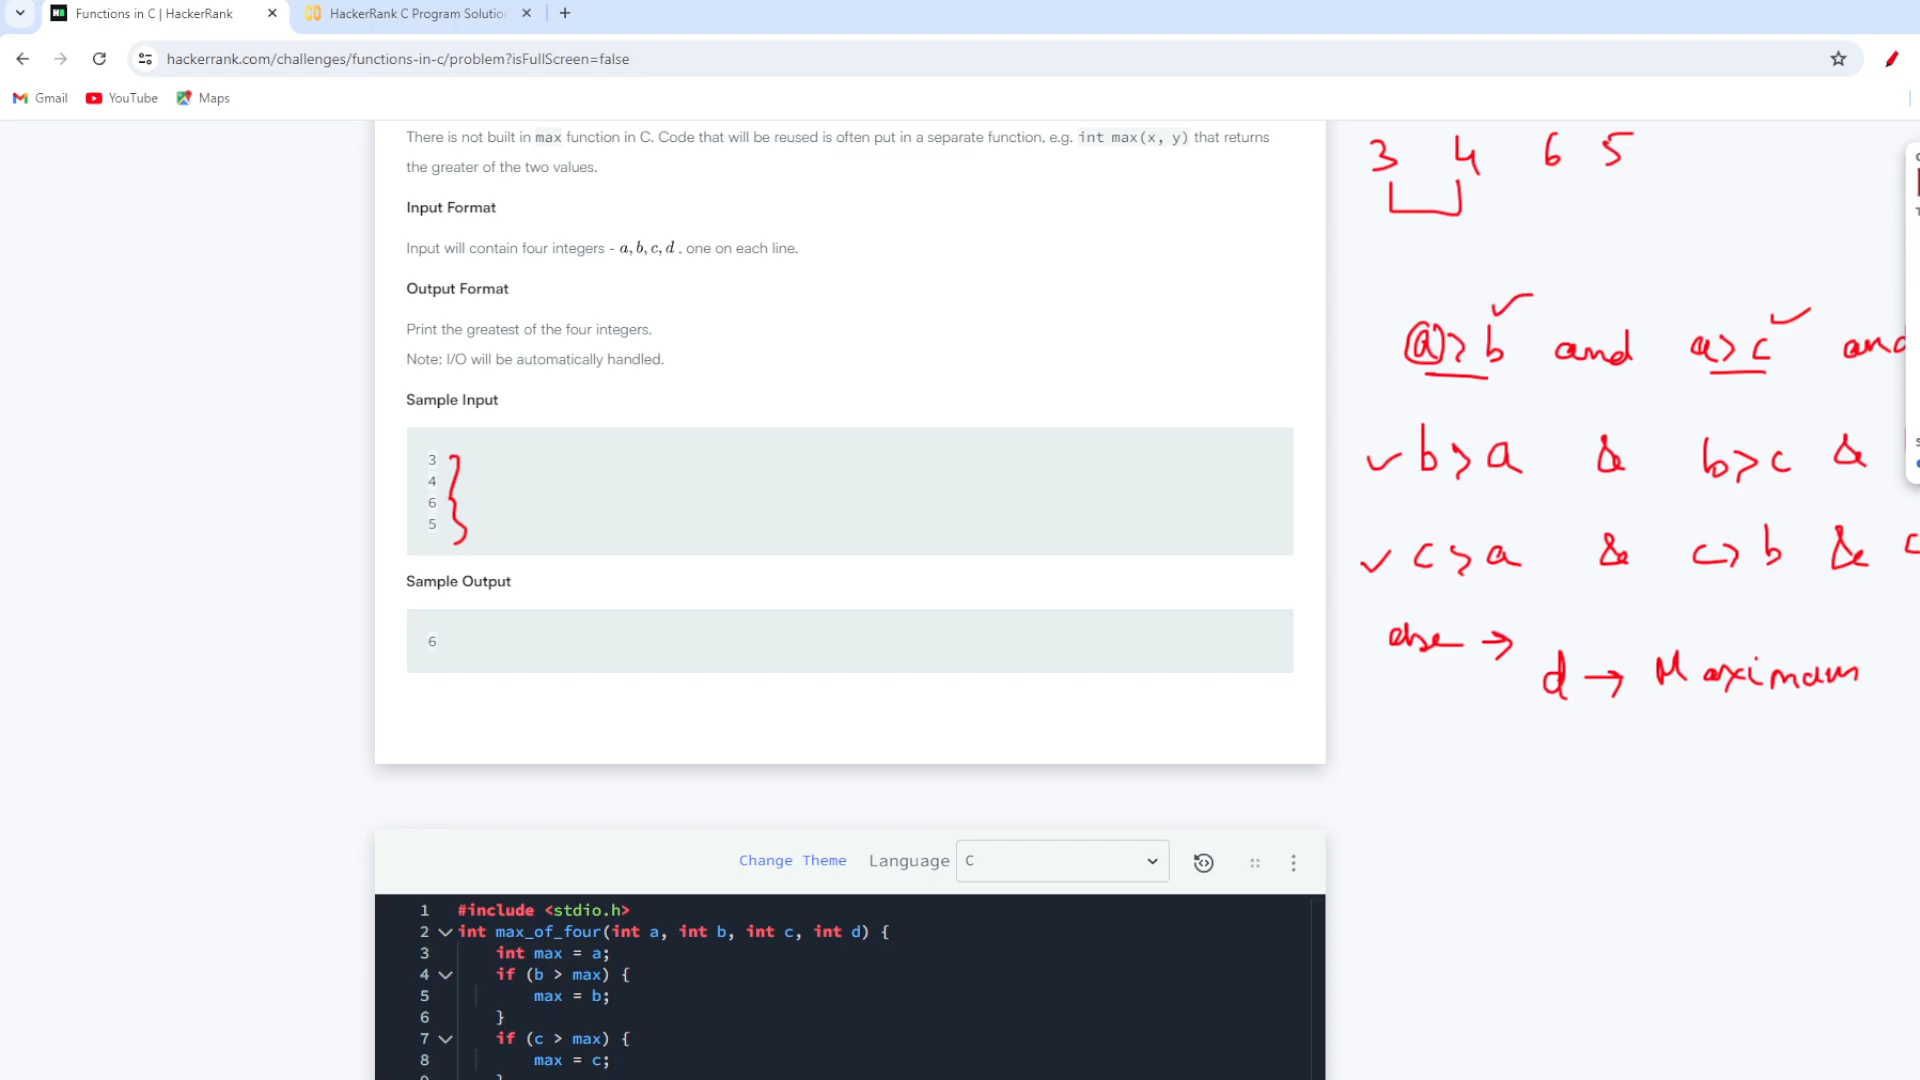 Functions in C | HackerRank
HackerRank C Program Solutio
hackerrank.com/challenges/functions-in-c/problem?isFullScreen=false
Gmail YouTube Maps
There is not built in max function in C. Code that will be reused is often put in a separate function, e.g. int max(x, y) that returns
the greater of the two values.
Input Format
Input will contain four integers - a, b, c, d , one on each line.
Output Format
Print the greatest of the four integers.
Note: I/O will be automatically handled.
Sample Input
3
4
6
5
Sample Output
6
3 4 6 5
a > b and a > c and
b > a & b > c &
c > a & c > b &
else →
d → Maximum
Change Theme Language C
1 #include <stdio.h>
2 int max_of_four(int a, int b, int c, int d) {
3 int max = a;
4 if (b > max) {
5 max = b;
6 }
7 if (c > max) {
8 max = c;